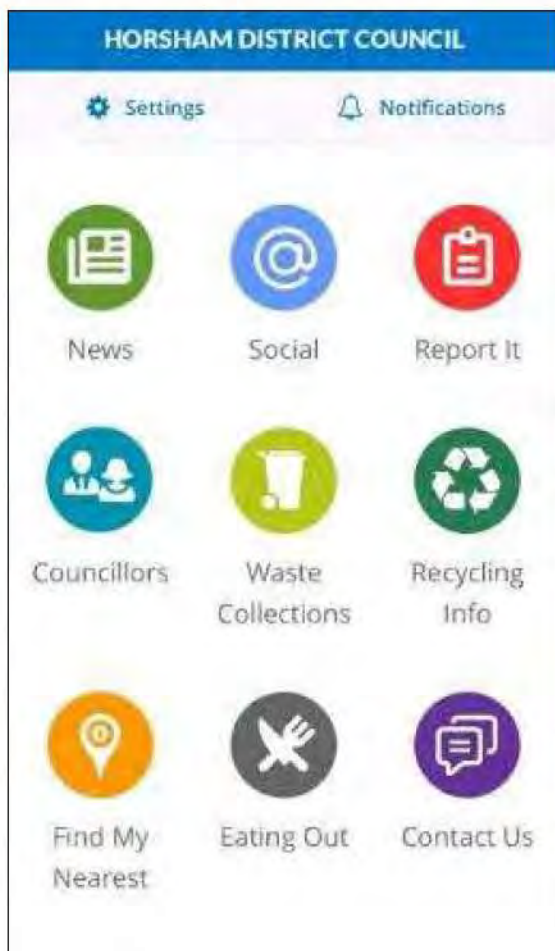 HORSHAM DISTRICT COUNCIL
Settings Notifications
News Social Report It
Councillors Waste Collections Recycling Info
Find My Nearest Eating Out Contact Us